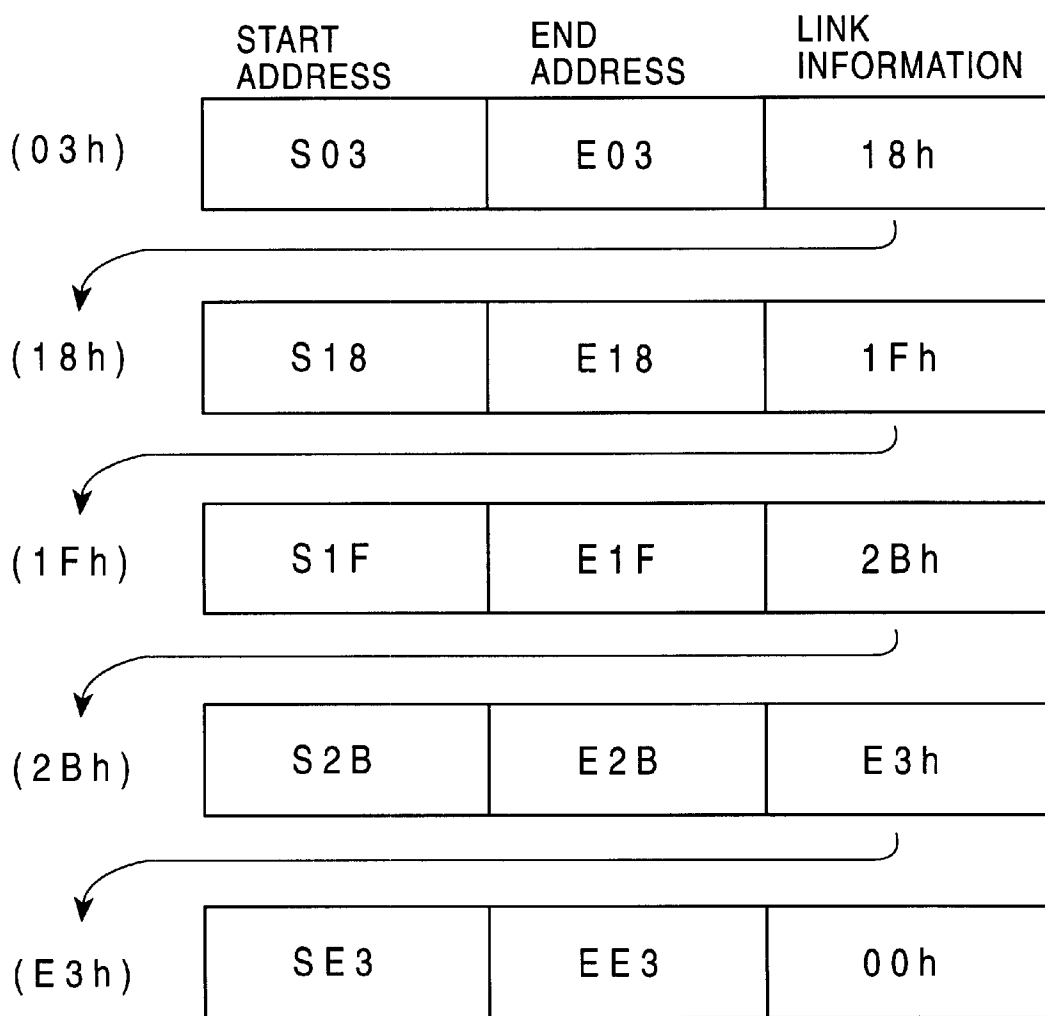 START ADDRESS
END ADDRESS
LINK INFORMATION
(03h) S03 E03 18h
(18h) S18 E18 1Fh
(1Fh) S1F E1F 2Bh
(2Bh) S2B E2B E3h
(E3h) SE3 EE3 00h